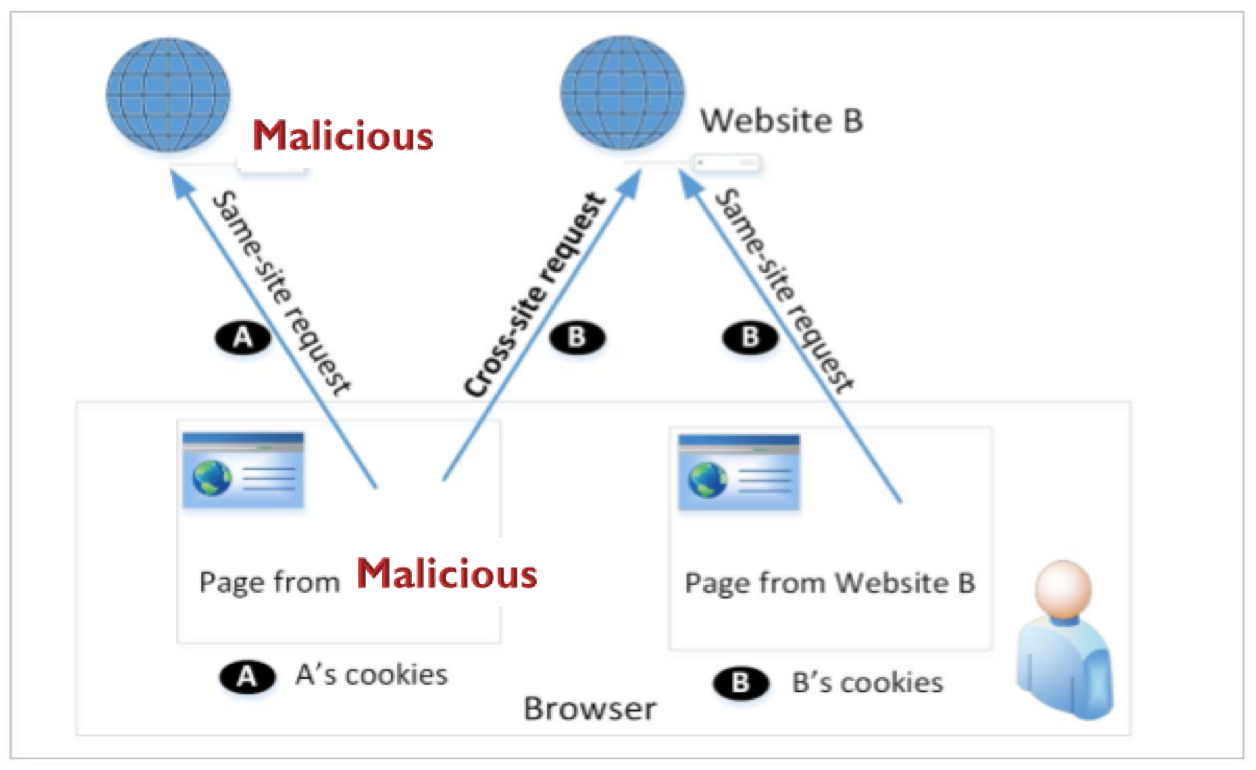 Malicious
Website B
Same-site request
Cross-site request
Same-site request
A
B
B
Page from Malicious
Page from Website B
A A's cookies
B B's cookies
Browser